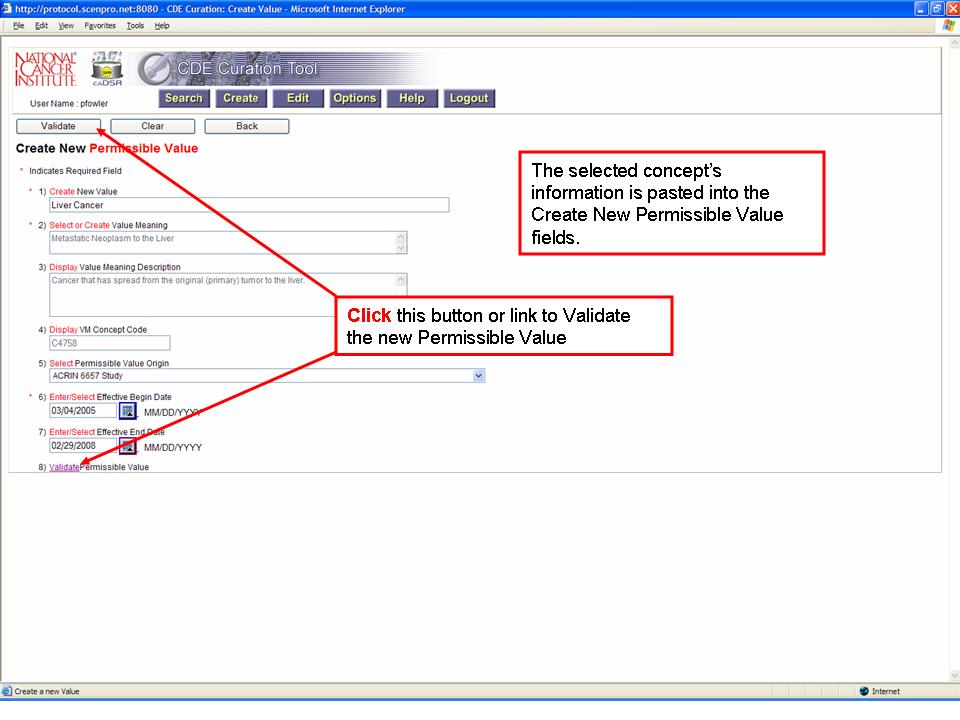 http://protocol.scenpro.net:8080 - CDE Curation: Create Value - Microsoft Internet Explorer
File Edit View Favorites Tools Help
NATIONAL
CANCER
INSTITUTE
caDSR
CDE Curation Tool
User Name : pfowler
Search Create Edit Options Help Logout
Validate Clear Back
Create New Permissible Value
* Indicates Required Field
* 1) Create New Value
Liver Cancer
* 2) Select or Create Value Meaning
Metastatic Neoplasm to the Liver
3) Display Value Meaning Description
Cancer that has spread from the original (primary) tumor to the liver.
4) Display VM Concept Code
C4758
5) Select Permissible Value Origin
ACRIN 6657 Study
* 6) Enter/Select Effective Begin Date
03/04/2005 MM/DD/YYYY
7) Enter/Select Effective End Date
02/29/2008 MM/DD/YYYY
8) Validate Permissible Value
The selected concept's
information is pasted into the
Create New Permissible Value
fields.
Click this button or link to Validate
the new Permissible Value
Create a new Value
Internet